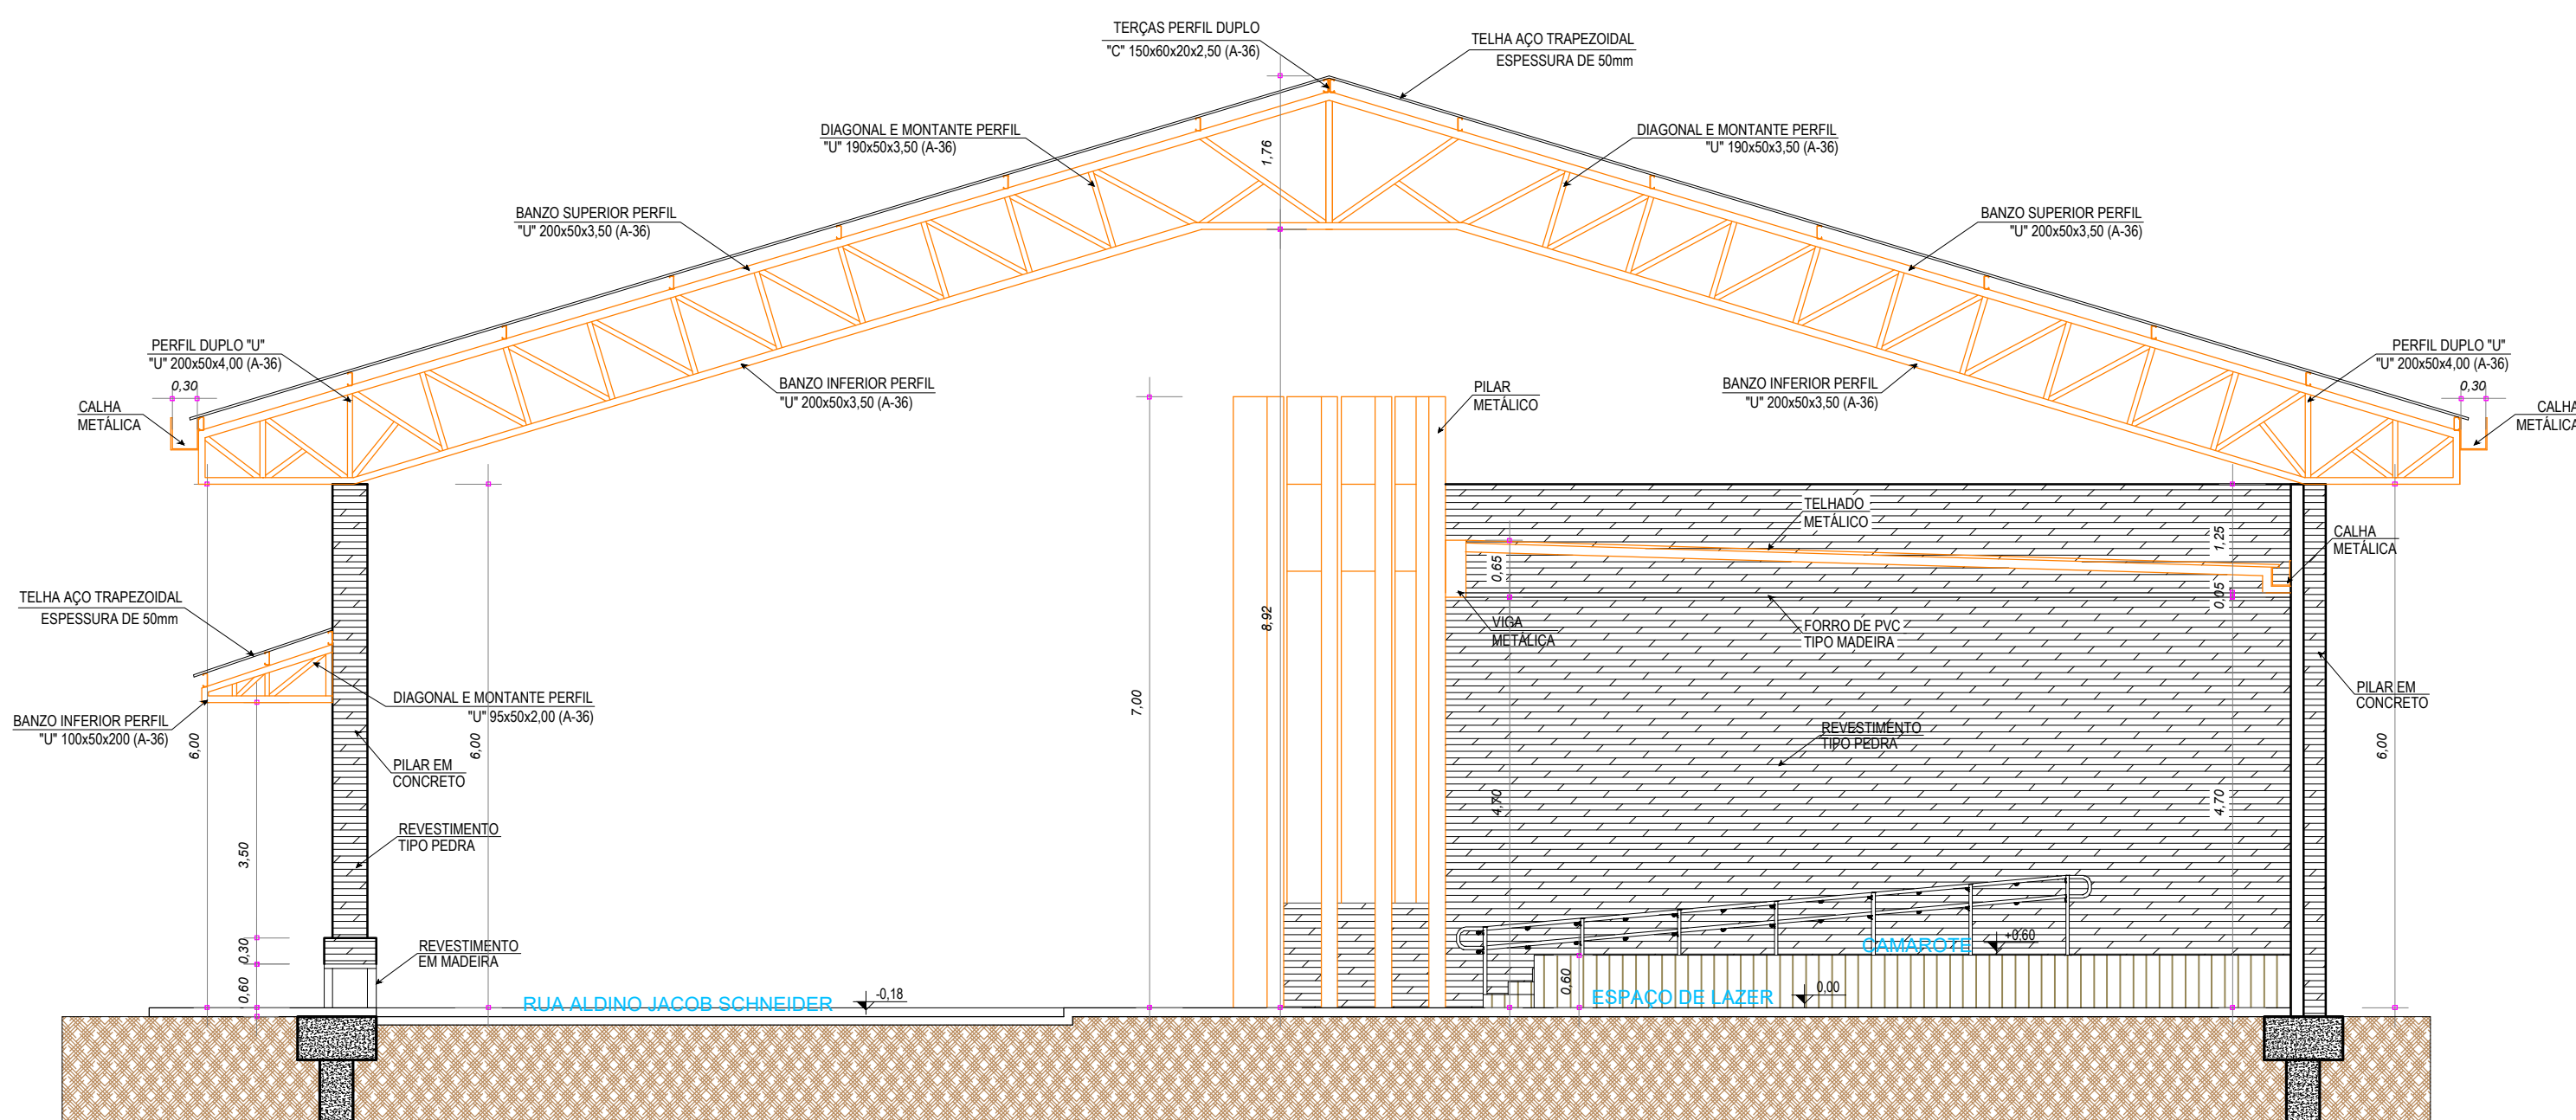 TERÇAS PERFIL DUPLO
"C" 150x60x20x2,50 (A-36)
TELHA AÇO TRAPEZOIDAL
ESPESSURA DE 50mm
DIAGONAL E MONTANTE PERFIL
"U" 190x50x3,50 (A-36)
1,76
DIAGONAL E MONTANTE PERFIL
"U" 190x50x3,50 (A-36)
BANZO SUPERIOR PERFIL
"U" 200x50x3,50 (A-36)
BANZO SUPERIOR PERFIL
"U" 200x50x3,50 (A-36)
PERFIL DUPLO "U"
"U" 200x50x4,00 (A-36)
0,30
CALHA
METÁLICA
BANZO INFERIOR PERFIL
"U" 200x50x3,50 (A-36)
PILAR
METÁLICO
BANZO INFERIOR PERFIL
"U" 200x50x3,50 (A-36)
PERFIL DUPLO "U"
"U" 200x50x4,00 (A-36)
0,30
CALHA
METÁLICA
TELHADO
METÁLICO
1,25
CALHA
METÁLICA
0,65
0,05
TELHA AÇO TRAPEZOIDAL
ESPESSURA DE 50mm
8,92
VIGA
METÁLICA
FORRO DE PVC
TIPO MADEIRA
DIAGONAL E MONTANTE PERFIL
"U" 95x50x2,00 (A-36)
BANZO INFERIOR PERFIL
"U" 100x50x200 (A-36)
6,00
6,00
7,00
PILAR EM
CONCRETO
REVESTIMENTO
TIPO PEDRA
PILAR EM
CONCRETO
6,00
4,70
4,70
3,50
REVESTIMENTO
TIPO PEDRA
0,30
REVESTIMENTO
EM MADEIRA
CAMAROTE
+0,60
0,60
0,60
RUA ALDINO JACOB SCHNEIDER
-0,18
ESPAÇO DE LAZER
0,00